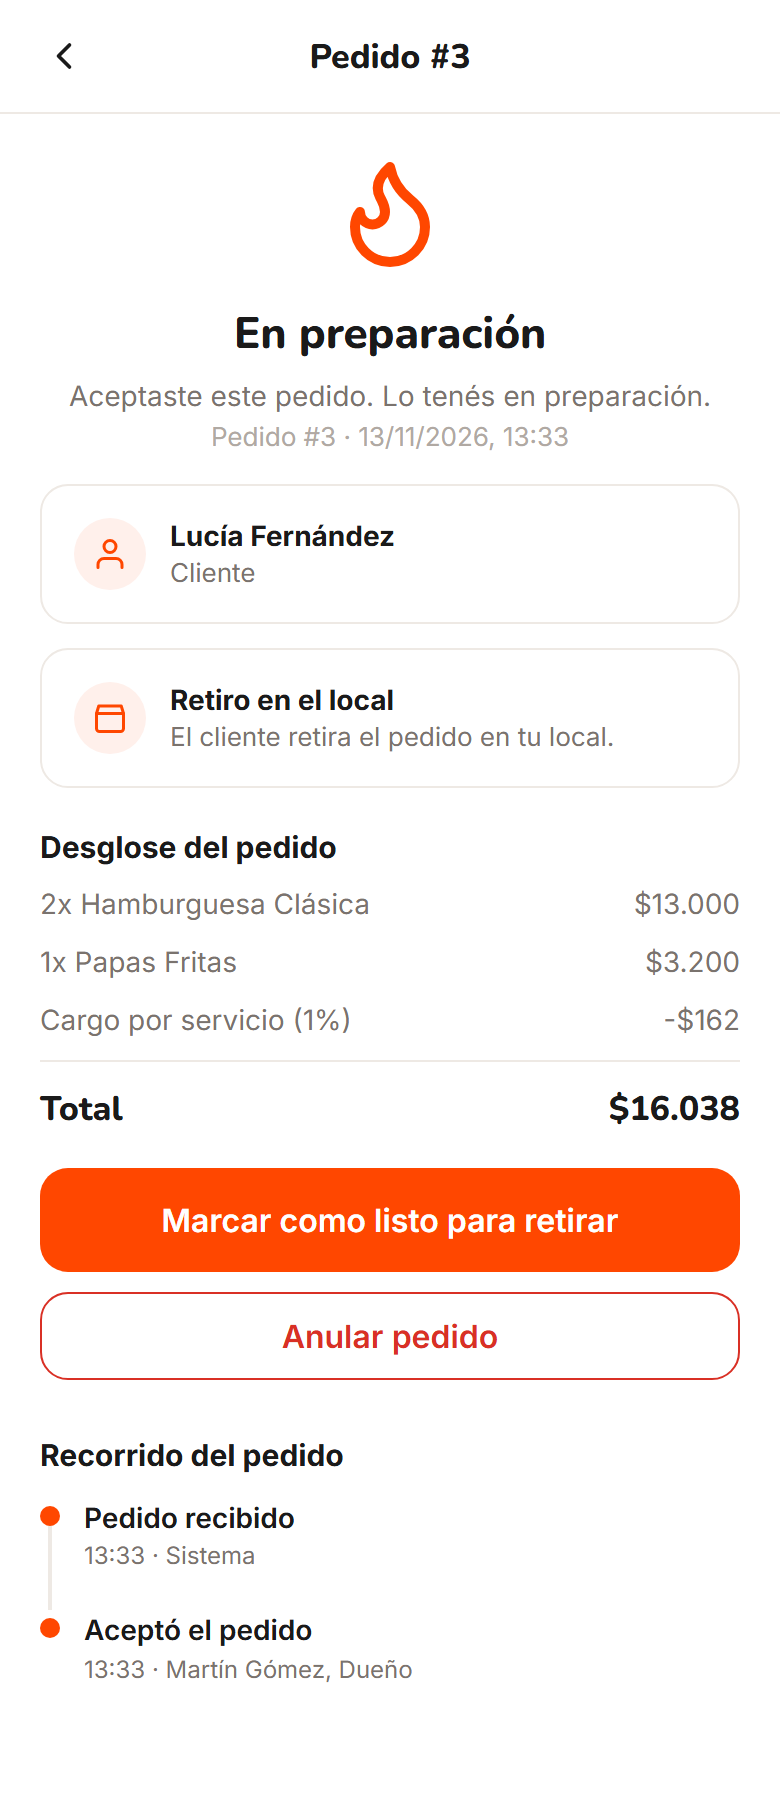 Pedido #3
En preparación
Aceptaste este pedido. Lo tenés en preparación.
Pedido #3 · 13/11/2026, 13:33
Lucía Fernández
Cliente
Retiro en el local
El cliente retira el pedido en tu local.
Desglose del pedido
2x Hamburguesa Clásica $13.000
1x Papas Fritas $3.200
Cargo por servicio (1%) -$162
Total $16.038
Marcar como listo para retirar
Anular pedido
Recorrido del pedido
Pedido recibido
13:33 · Sistema
Aceptó el pedido
13:33 · Martín Gómez, Dueño